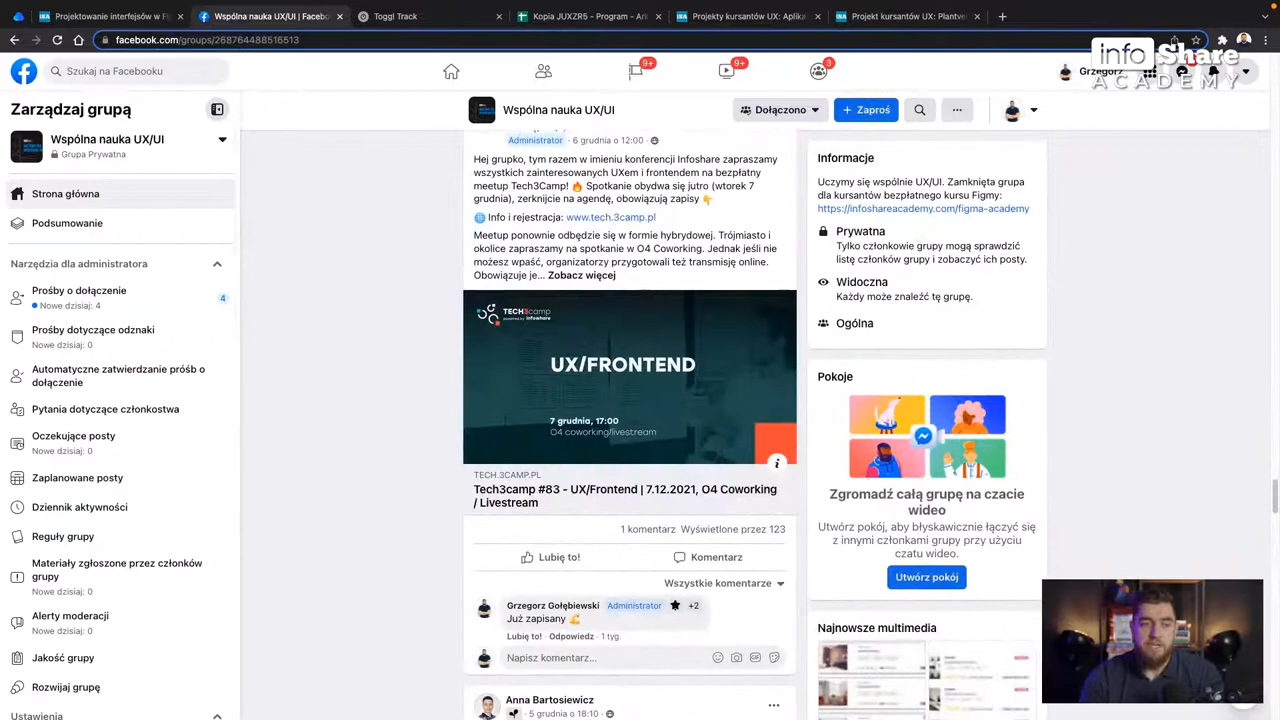 Projektowanie interfejsów w Fi
Wspólna nauka UX/UI | Facebo
Toggl Track
Kopia JUXZR5 - Program - Ark
Projekty kursantów UX: Aplika
Projekt kursantów UX: Plantve
facebook.com/groups/268764488516513
info Share
ACADEMY
Szukaj na Facebooku
9+
9+
3
Grzegorz
Zarządzaj grupą
Wspólna nauka UX/UI
Grupa Prywatna
Strona główna
Podsumowanie
Narzędzia dla administratora
Prośby o dołączenie
Nowe dzisiaj: 4
4
Prośby dotyczące odznaki
Nowe dzisiaj: 0
Automatyczne zatwierdzanie próśb o
dołączenie
Pytania dotyczące członkostwa
Oczekujące posty
Nowe dzisiaj: 0
Zaplanowane posty
Dziennik aktywności
Reguły grupy
Materiały zgłoszone przez członków
grupy
Nowe dzisiaj: 0
Alerty moderacji
Nowe dzisiaj: 0
Jakość grupy
Rozwijaj grupę
Ustawienia
Wspólna nauka UX/UI
Dołączono
+ Zaproś
Administrator · 6 grudnia o 12:00 ·
Hej grupko, tym razem w imieniu konferencji Infoshare zapraszamy
wszystkich zainteresowanych UXem i frontendem na bezpłatny
meetup Tech3Camp! 🔥 Spotkanie obydwa się jutro (wtorek 7
grudnia), zerknijcie na agendę, obowiązują zapisy 👇
🌐 Info i rejestracja: www.tech.3camp.pl
Meetup ponownie odbędzie się w formie hybrydowej. Trójmiasto i
okolice zapraszamy na spotkanie w O4 Coworking. Jednak jeśli nie
możesz wpaść, organizatorzy przygotowali też transmisję online.
Obowiązuje je... Zobacz więcej
TECH3camp
powered by infoshare
UX/FRONTEND
7 grudnia, 17:00
O4 coworking/livestream
TECH.3CAMP.PL
Tech3camp #83 - UX/Frontend | 7.12.2021, O4 Coworking
/ Livestream
1 komentarz Wyświetlone przez 123
Lubię to!
Komentarz
Wszystkie komentarze
Grzegorz Gołębiewski Administrator +2
Już zapisany 💪
Lubię to! · Odpowiedz · 1 tyg.
Napisz komentarz...
Anna Bartosiewicz
5 grudnia o 18:10 ·
Informacje
Uczymy się wspólnie UX/UI. Zamknięta grupa
dla kursantów bezpłatnego kursu Figmy:
https://infoshareacademy.com/figma-academy
Prywatna
Tylko członkowie grupy mogą sprawdzić
listę członków grupy i zobaczyć ich posty.
Widoczna
Każdy może znaleźć tę grupę.
Ogólna
Pokoje
Zgromadź całą grupę na czacie
wideo
Utwórz pokój, aby błyskawicznie łączyć się
z innymi członkami grupy przy użyciu
czatu wideo.
Utwórz pokój
Najnowsze multimedia